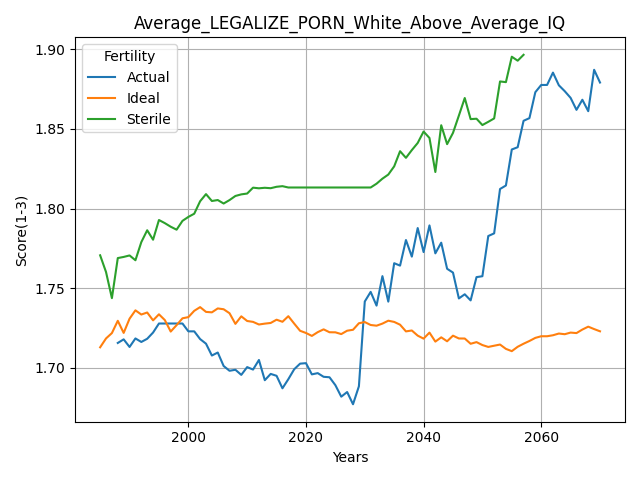 Average_LEGALIZE_PORN_White_Above_Average_IQ
Score(1-3)
1.90
1.85
1.80
1.75
1.70
Fertility
Actual
Ideal
Sterile
2000 2020 2040 2060
Years